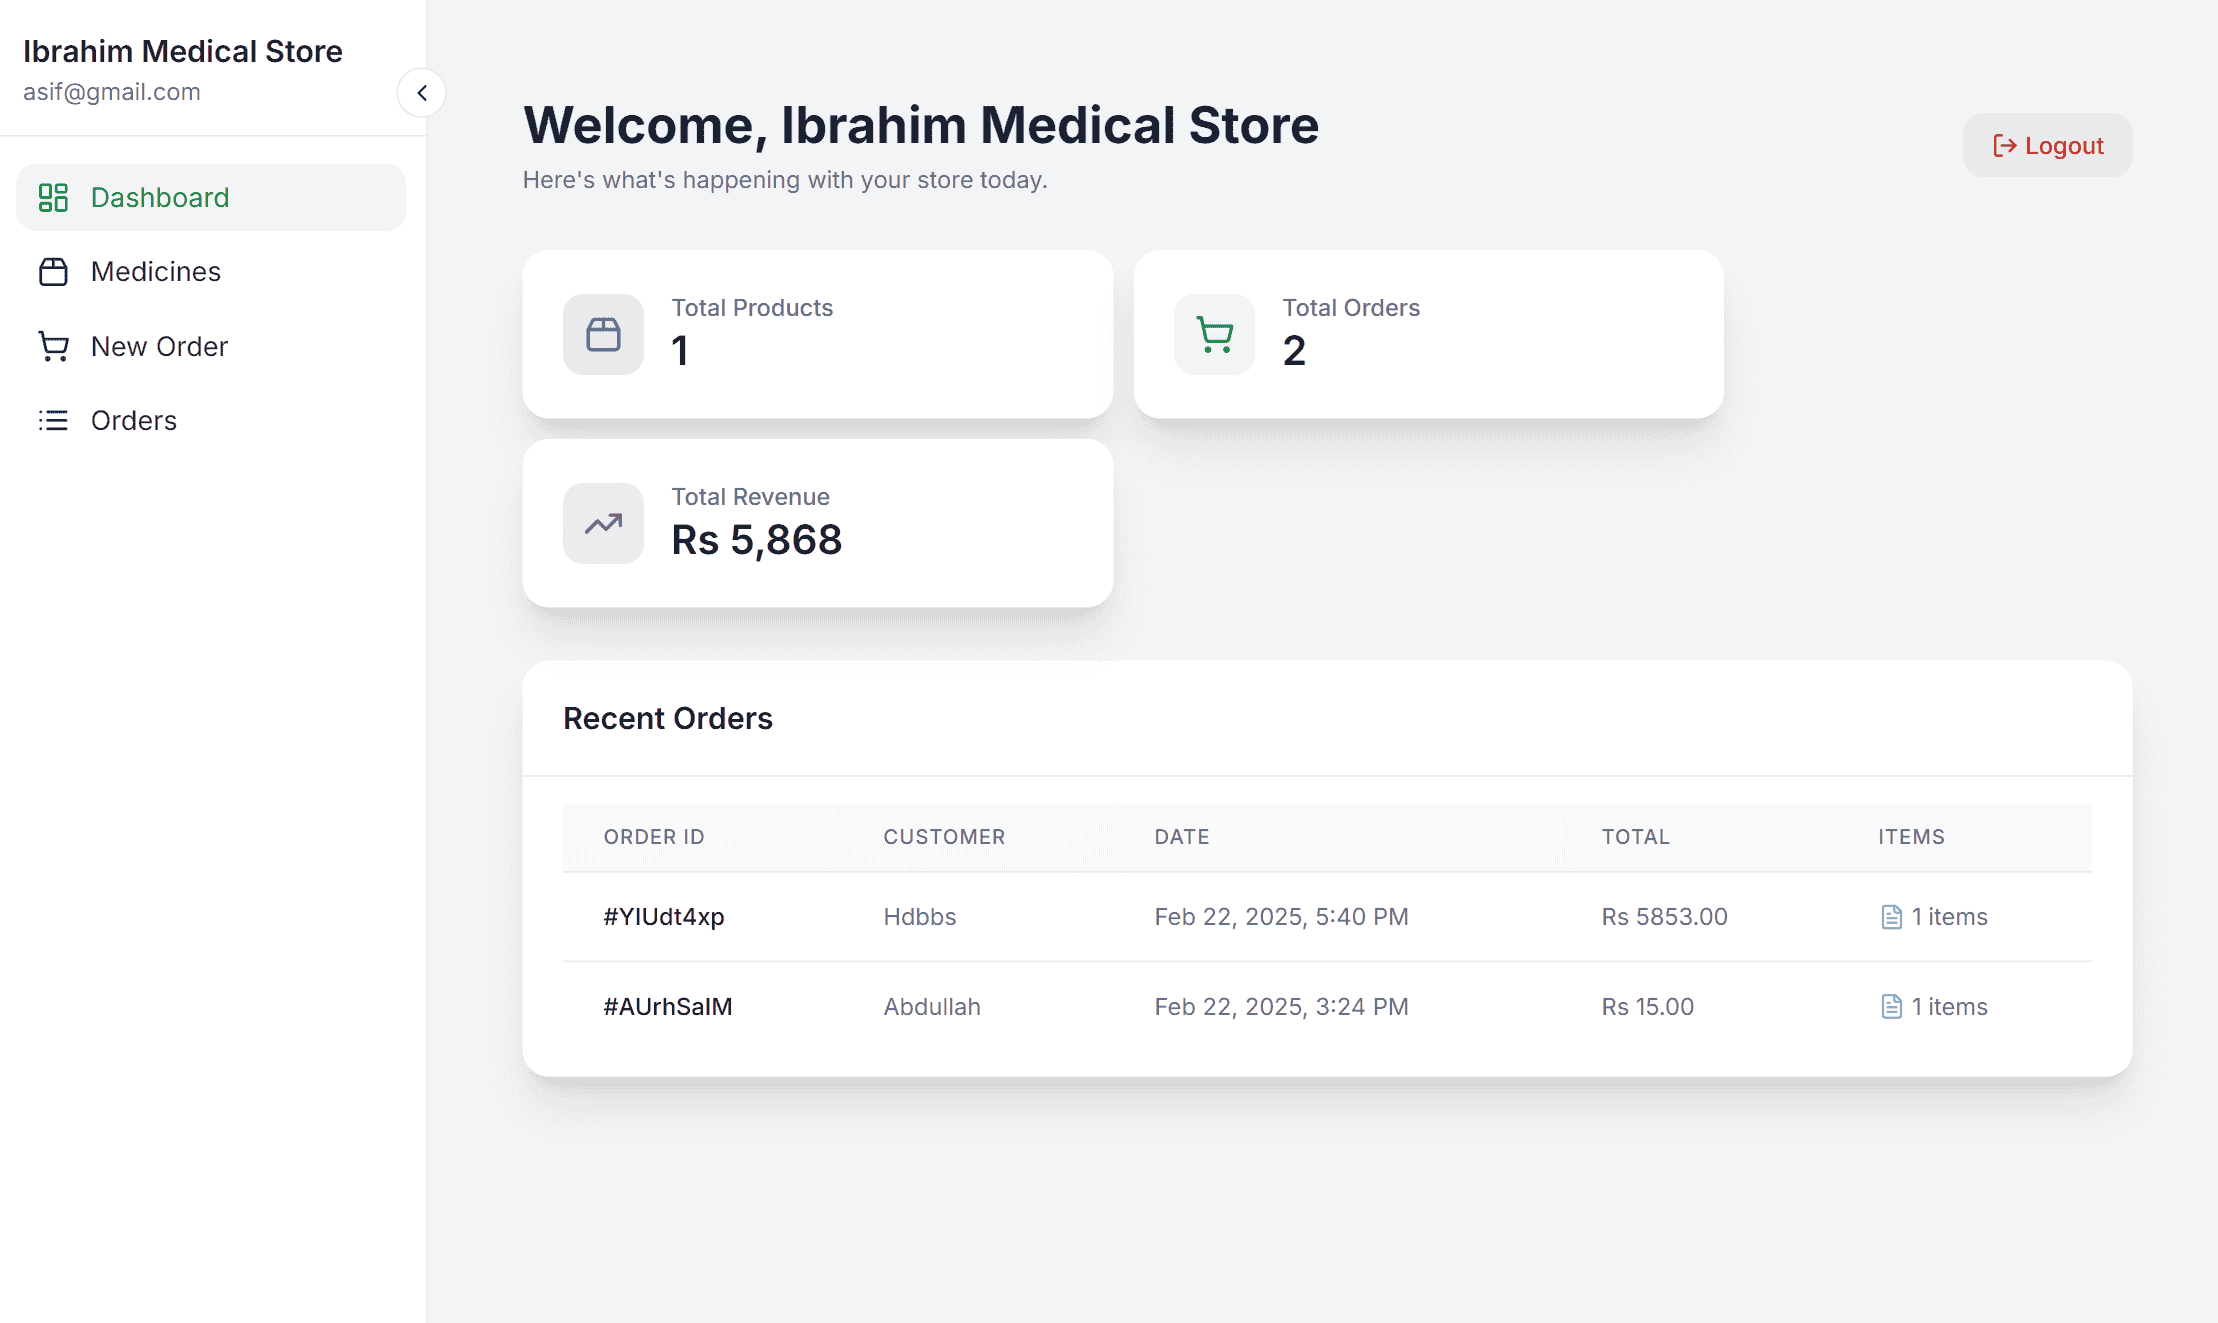 Ibrahim Medical Store
asif@gmail.com
Dashboard
Medicines
New Order
Orders
Welcome, Ibrahim Medical Store
Here's what's happening with your store today.
Logout
Total Products
1
Total Orders
2
Total Revenue
Rs 5,868
Recent Orders
ORDER ID CUSTOMER DATE TOTAL ITEMS
#YIUdt4xp Hdbbs Feb 22, 2025, 5:40 PM Rs 5853.00 1 items
#AUrhSaIM Abdullah Feb 22, 2025, 3:24 PM Rs 15.00 1 items